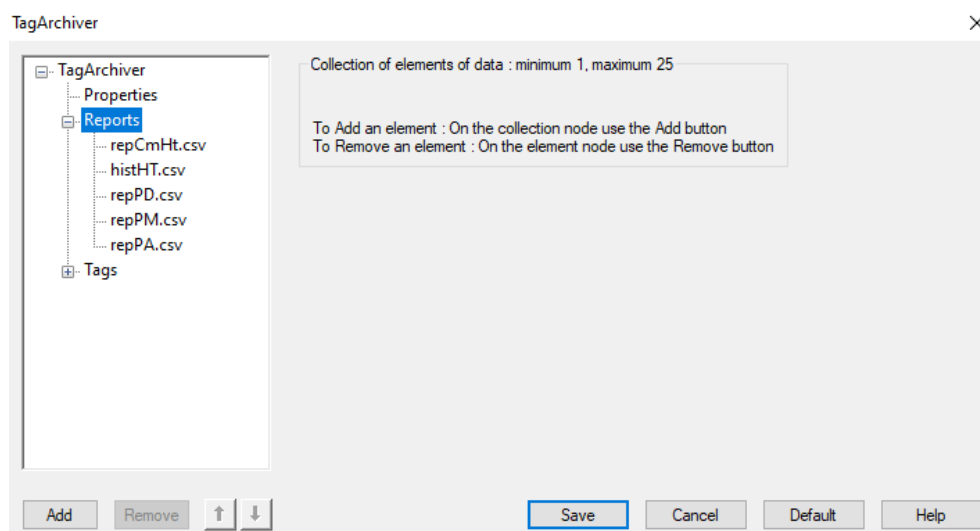 TagArchiver
TagArchiver
Properties
Reports
repCmHt.csv
histHT.csv
repPD.csv
repPM.csv
repPA.csv
Tags
Collection of elements of data : minimum 1, maximum 25
To Add an element : On the collection node use the Add button
To Remove an element : On the element node use the Remove button
Add Remove Save Cancel Default Help